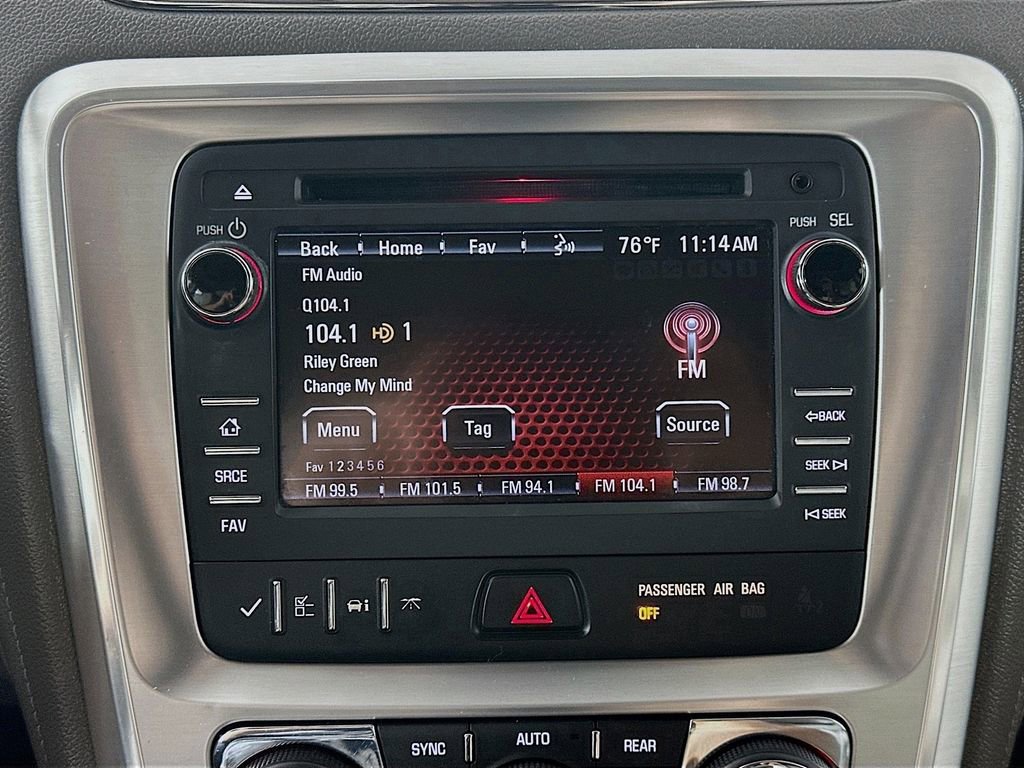 PUSH
PUSH SEL
Back Home Fav 76°F 11:14AM
FM Audio
Q104.1
104.1 HD 1
Riley Green
FM
Change My Mind
Menu Tag Source
Fav 1 2 3 4 5 6
FM 99.5 FM 101.5 FM 94.1 FM 104.1 FM 98.7
SRCE
FAV
BACK
SEEK
SEEK
PASSENGER AIR BAG
OFF
SYNC AUTO REAR